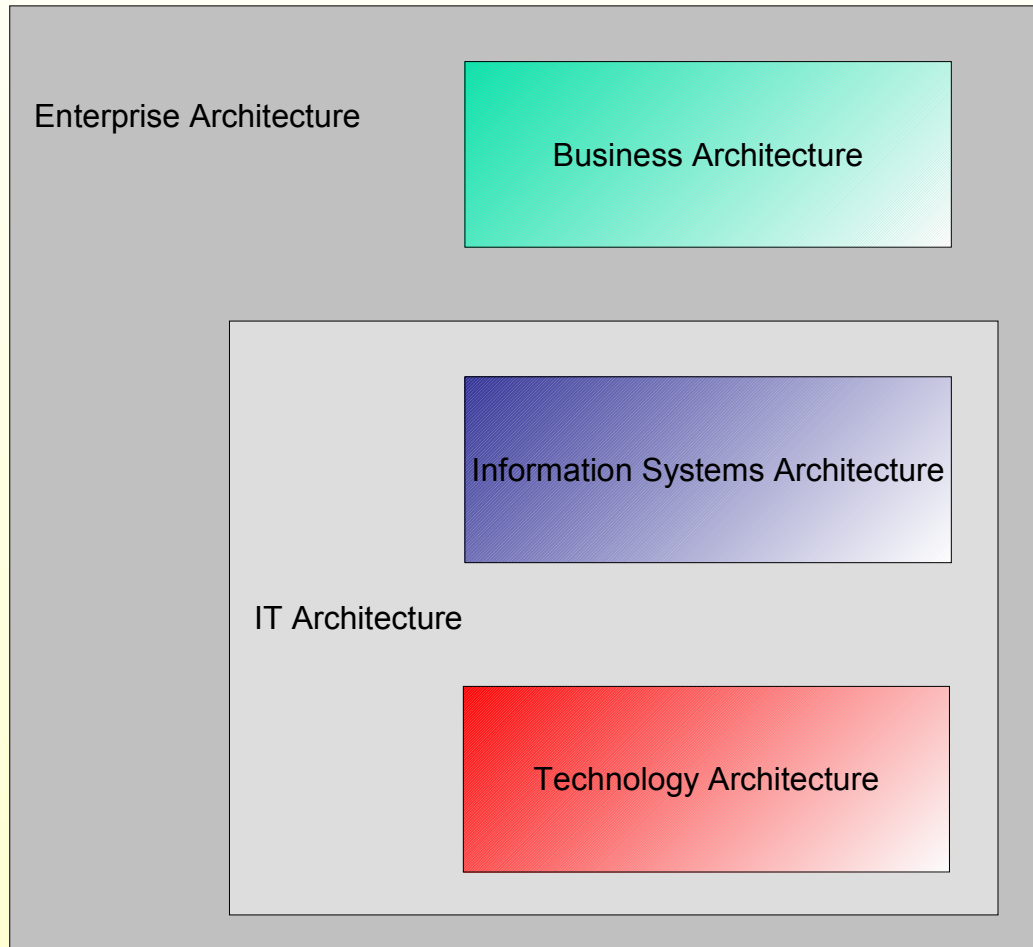 Enterprise Architecture
Business Architecture
Information Systems Architecture
IT Architecture
Technology Architecture